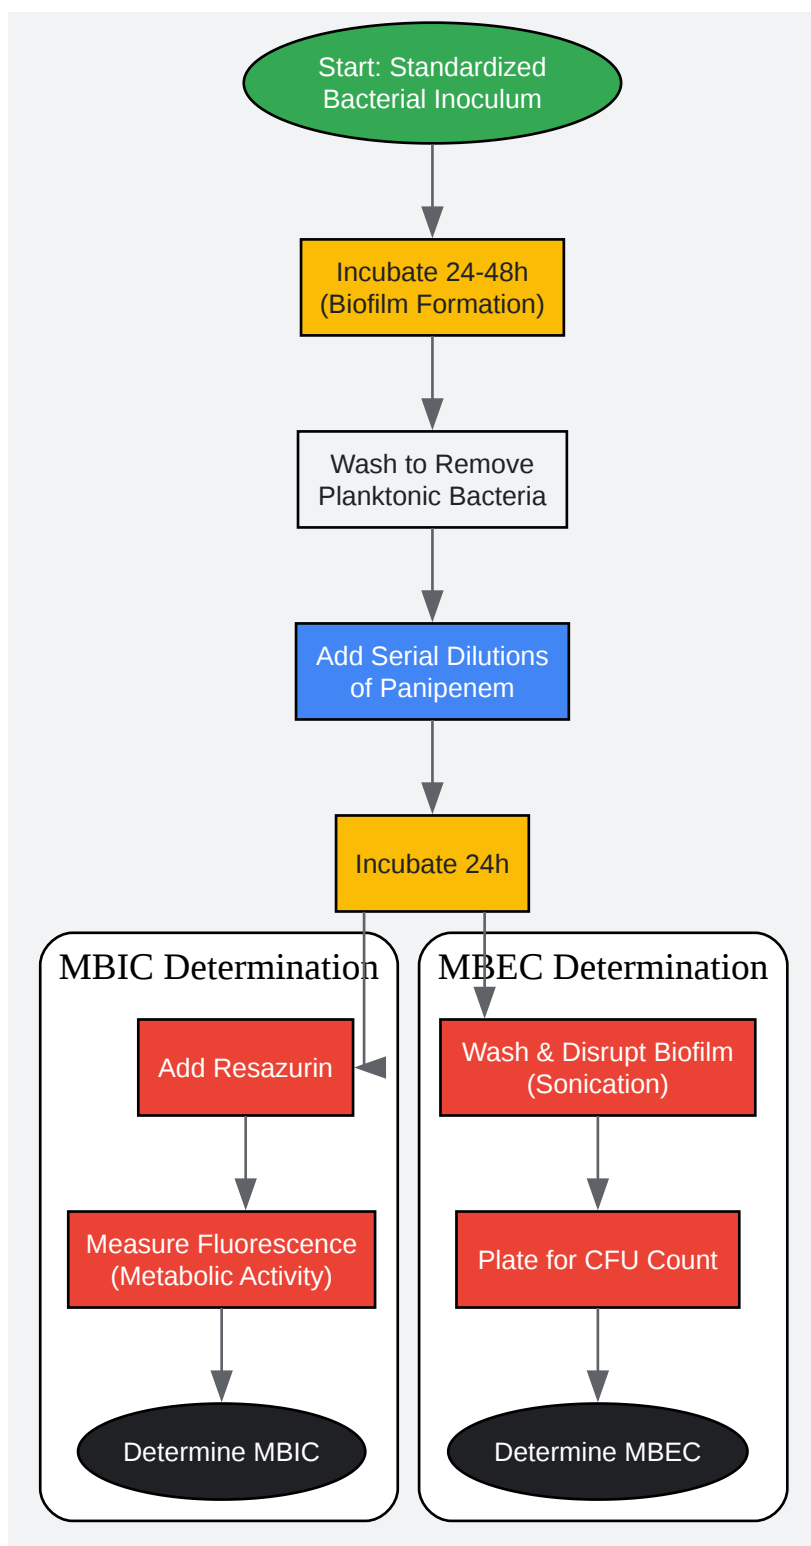 Start: Standardized
Bacterial Inoculum
Incubate 24-48h
(Biofilm Formation)
Wash to Remove
Planktonic Bacteria
Add Serial Dilutions
of Panipenem
Incubate 24h
MBIC Determination
Add Resazurin
Measure Fluorescence
(Metabolic Activity)
Determine MBIC
MBEC Determination
Wash & Disrupt Biofilm
(Sonication)
Plate for CFU Count
Determine MBEC